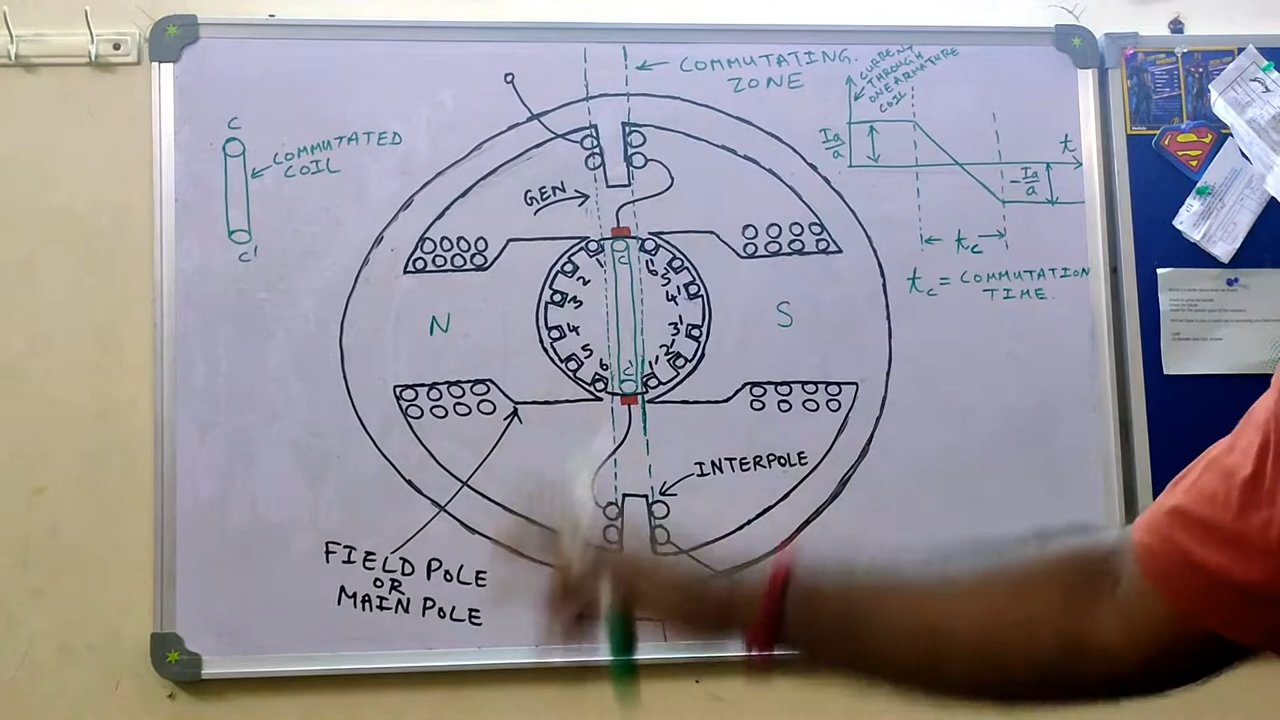 C
COMMUTATED
COIL
C'
COMMUTATING.
ZONE
GEN
N
S
C
C'
1
2
3
4
5
6
6'
5'
4'
3'
2'
1'
INTERPOLE
FIELD POLE
OR
MAIN POLE
CURRENT
THROUGH
ONE ARMATURE
COIL
Ia/a
t
-Ia/a
tc
tc = COMMUTATION
TIME.